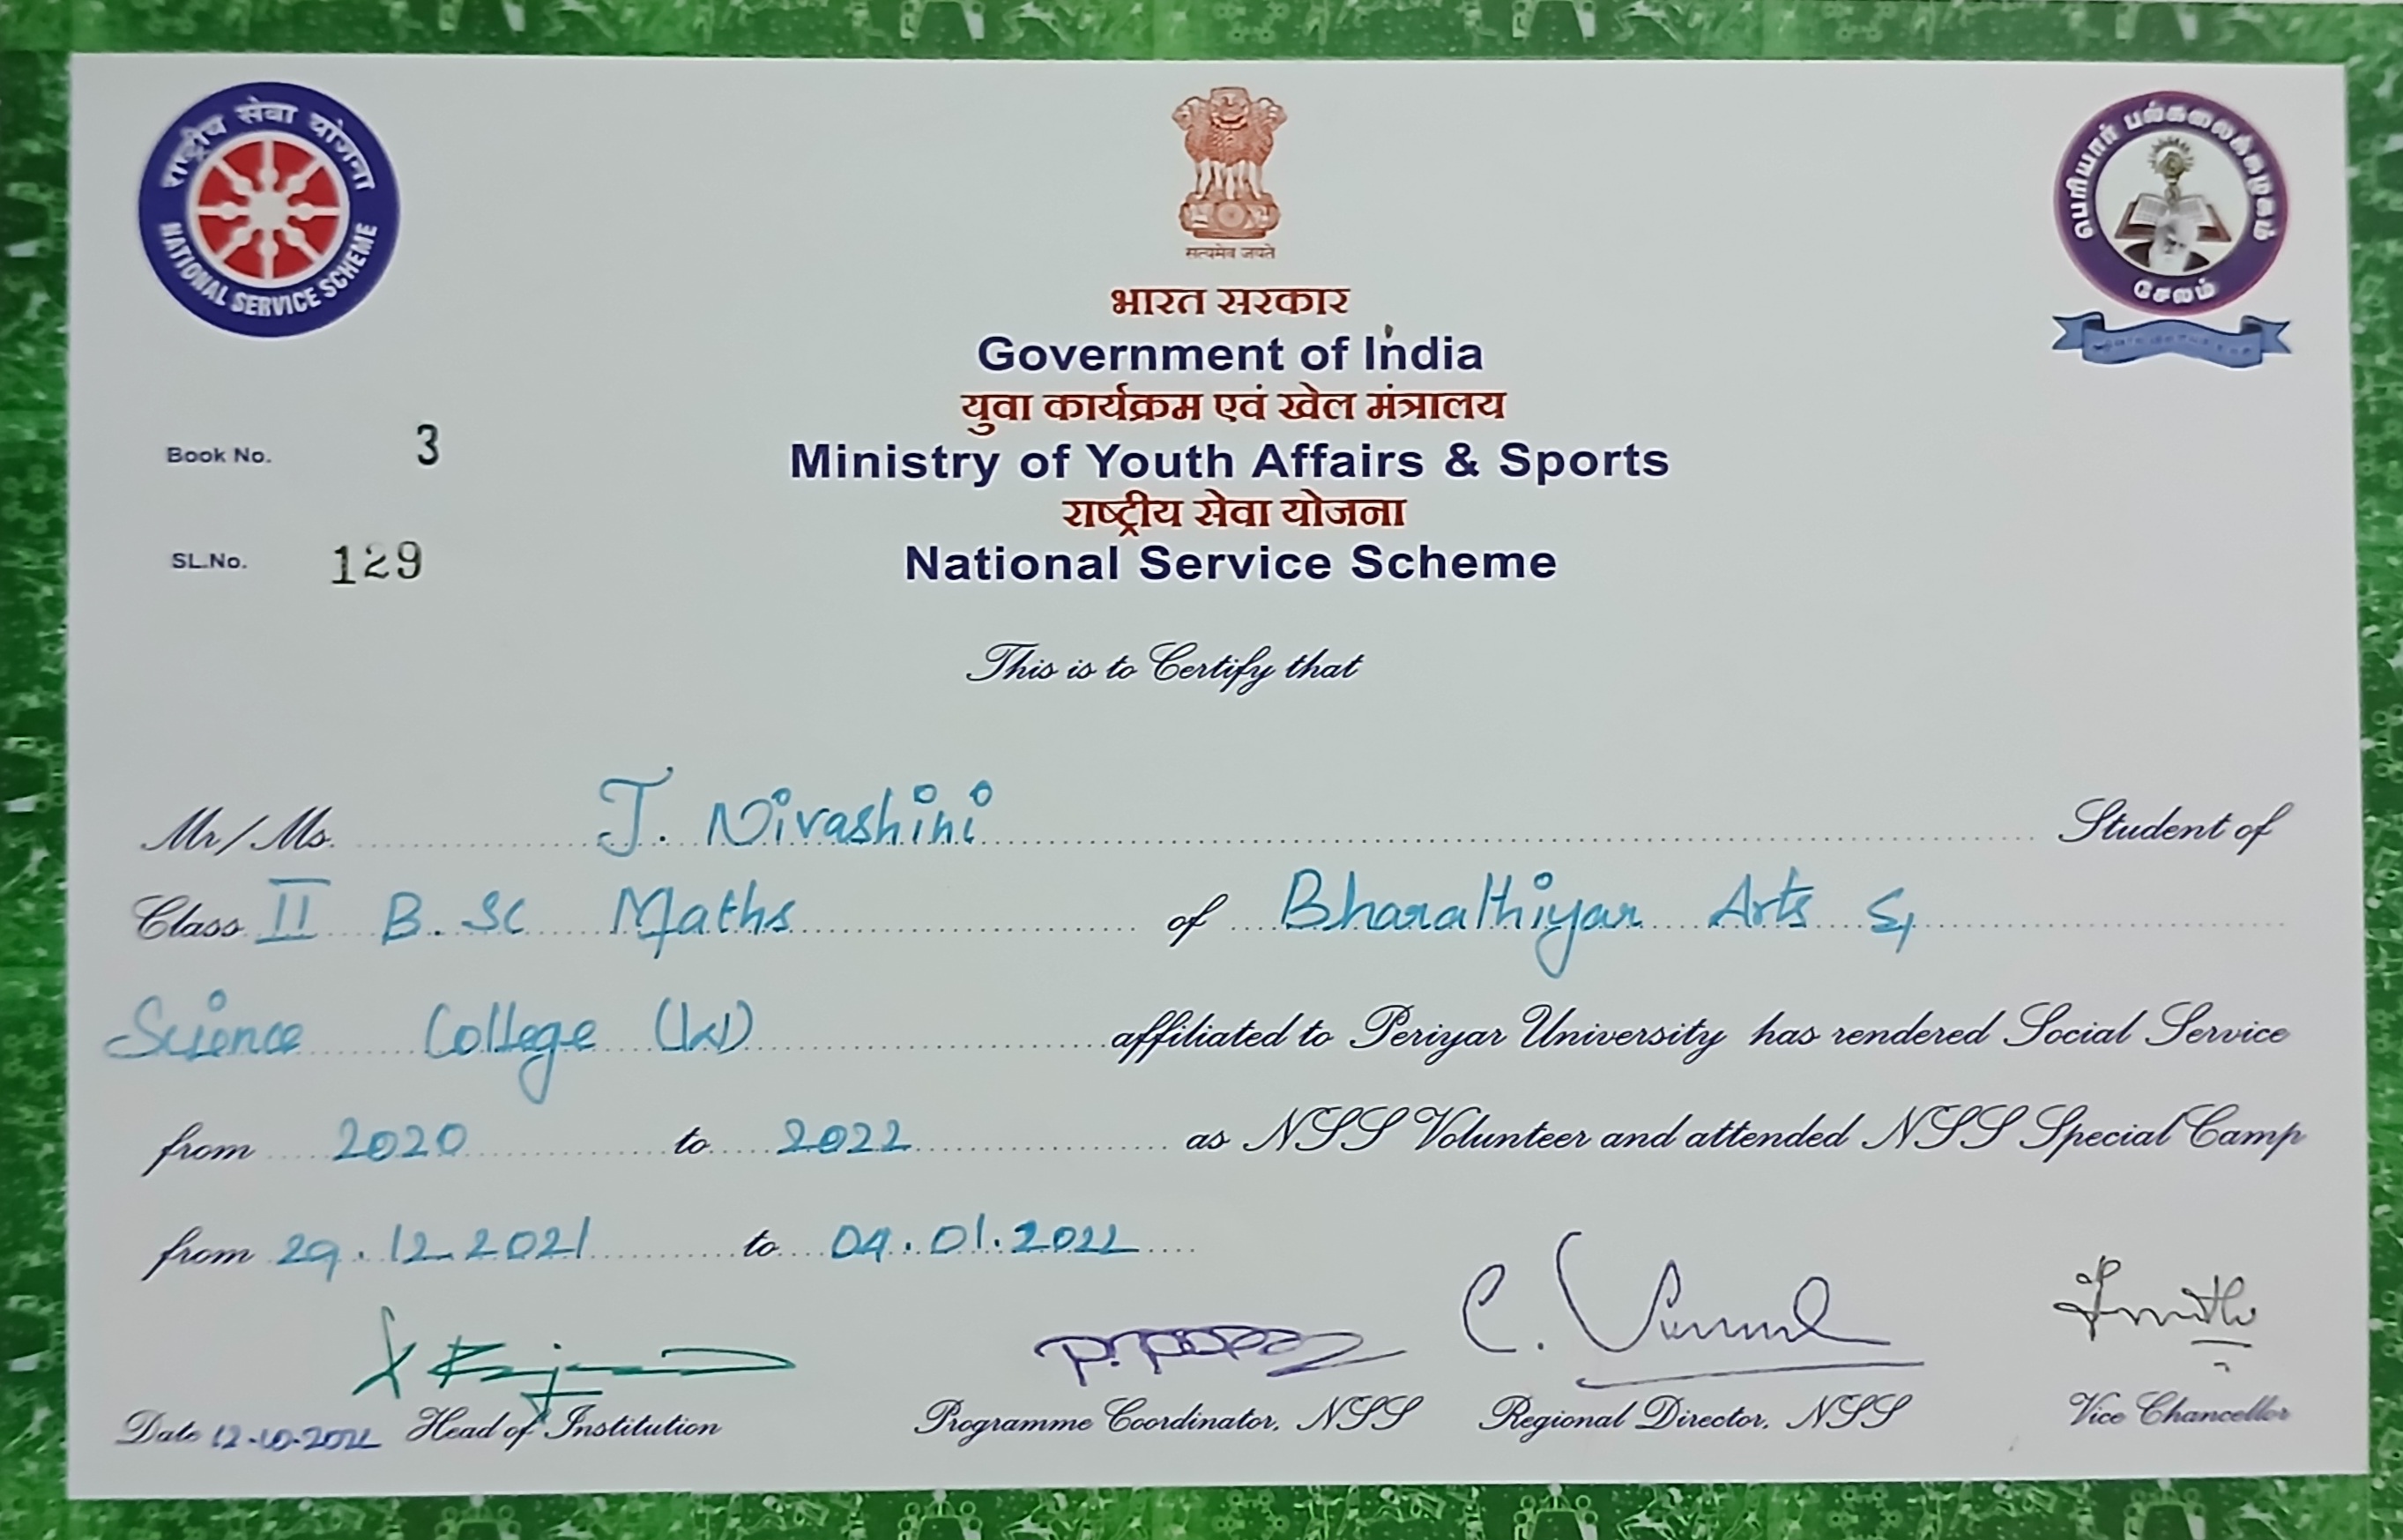 राष्ट्रीय सेवा योजना
NATIONAL SERVICE SCHEME
सत्यमेव जयते
பெரியார் பல்கலைக்கழகம்
சேலம்
भारत सरकार
Government of India
युवा कार्यक्रम एवं खेल मंत्रालय
Book No. 3
Ministry of Youth Affairs & Sports
राष्ट्रीय सेवा योजना
SL.No. 129
National Service Scheme
This is to Certify that
Mr/Ms. J. Nivashini Student of
Class II B.Sc Maths of Bharathiyar Arts &
Science College (W) affiliated to Periyar University has rendered Social Service
from 2020 to 2022 as NSS Volunteer and attended NSS Special Camp
from 29.12.2021 to 04.01.2022
Date 12.10.2022 Head of Institution Programme Coordinator, NSS Regional Director, NSS Vice Chancellor